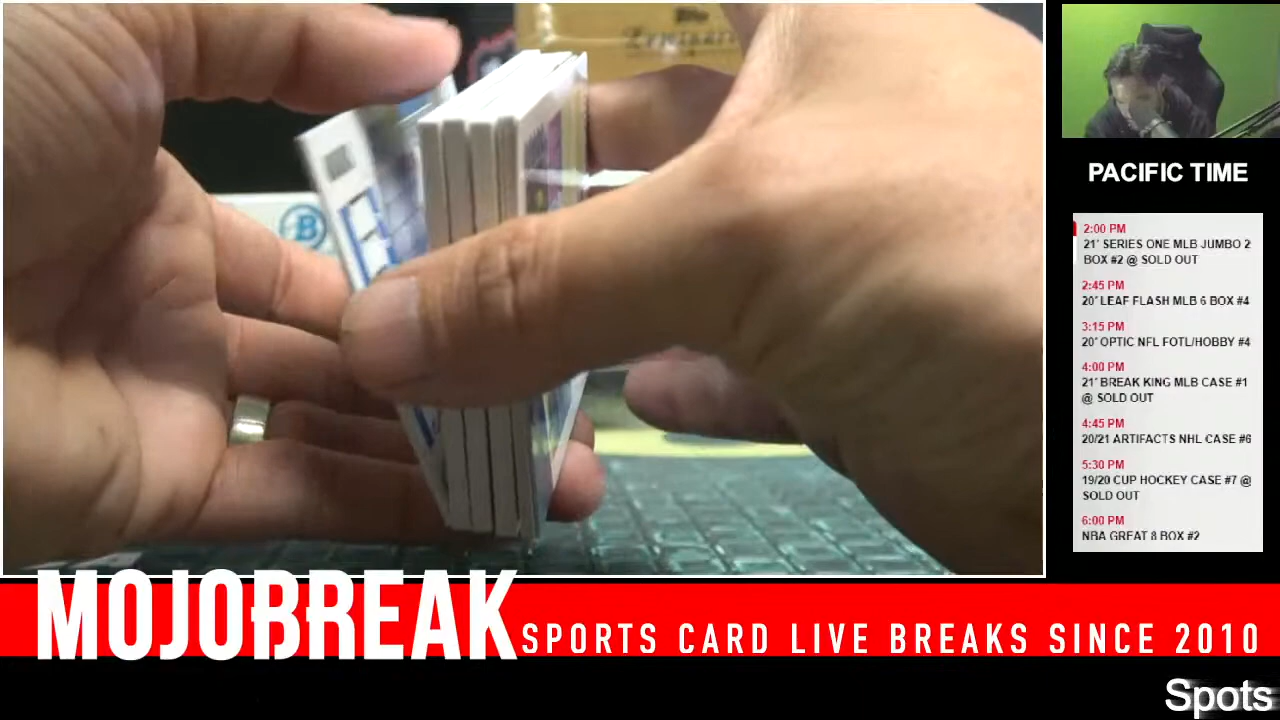 Topps
PACIFIC TIME
2:00 PM
21' SERIES ONE MLB JUMBO 2
BOX #2 @ SOLD OUT
2:45 PM
20' LEAF FLASH MLB 6 BOX #4
3:15 PM
20' OPTIC NFL FOTL/HOBBY #4
4:00 PM
21' BREAK KING MLB CASE #1
@ SOLD OUT
4:45 PM
20/21 ARTIFACTS NHL CASE #6
5:30 PM
19/20 CUP HOCKEY CASE #7 @
SOLD OUT
6:00 PM
NBA GREAT 8 BOX #2
B
MOJOBREAK
SPORTS CARD LIVE BREAKS SINCE 2010
Spots